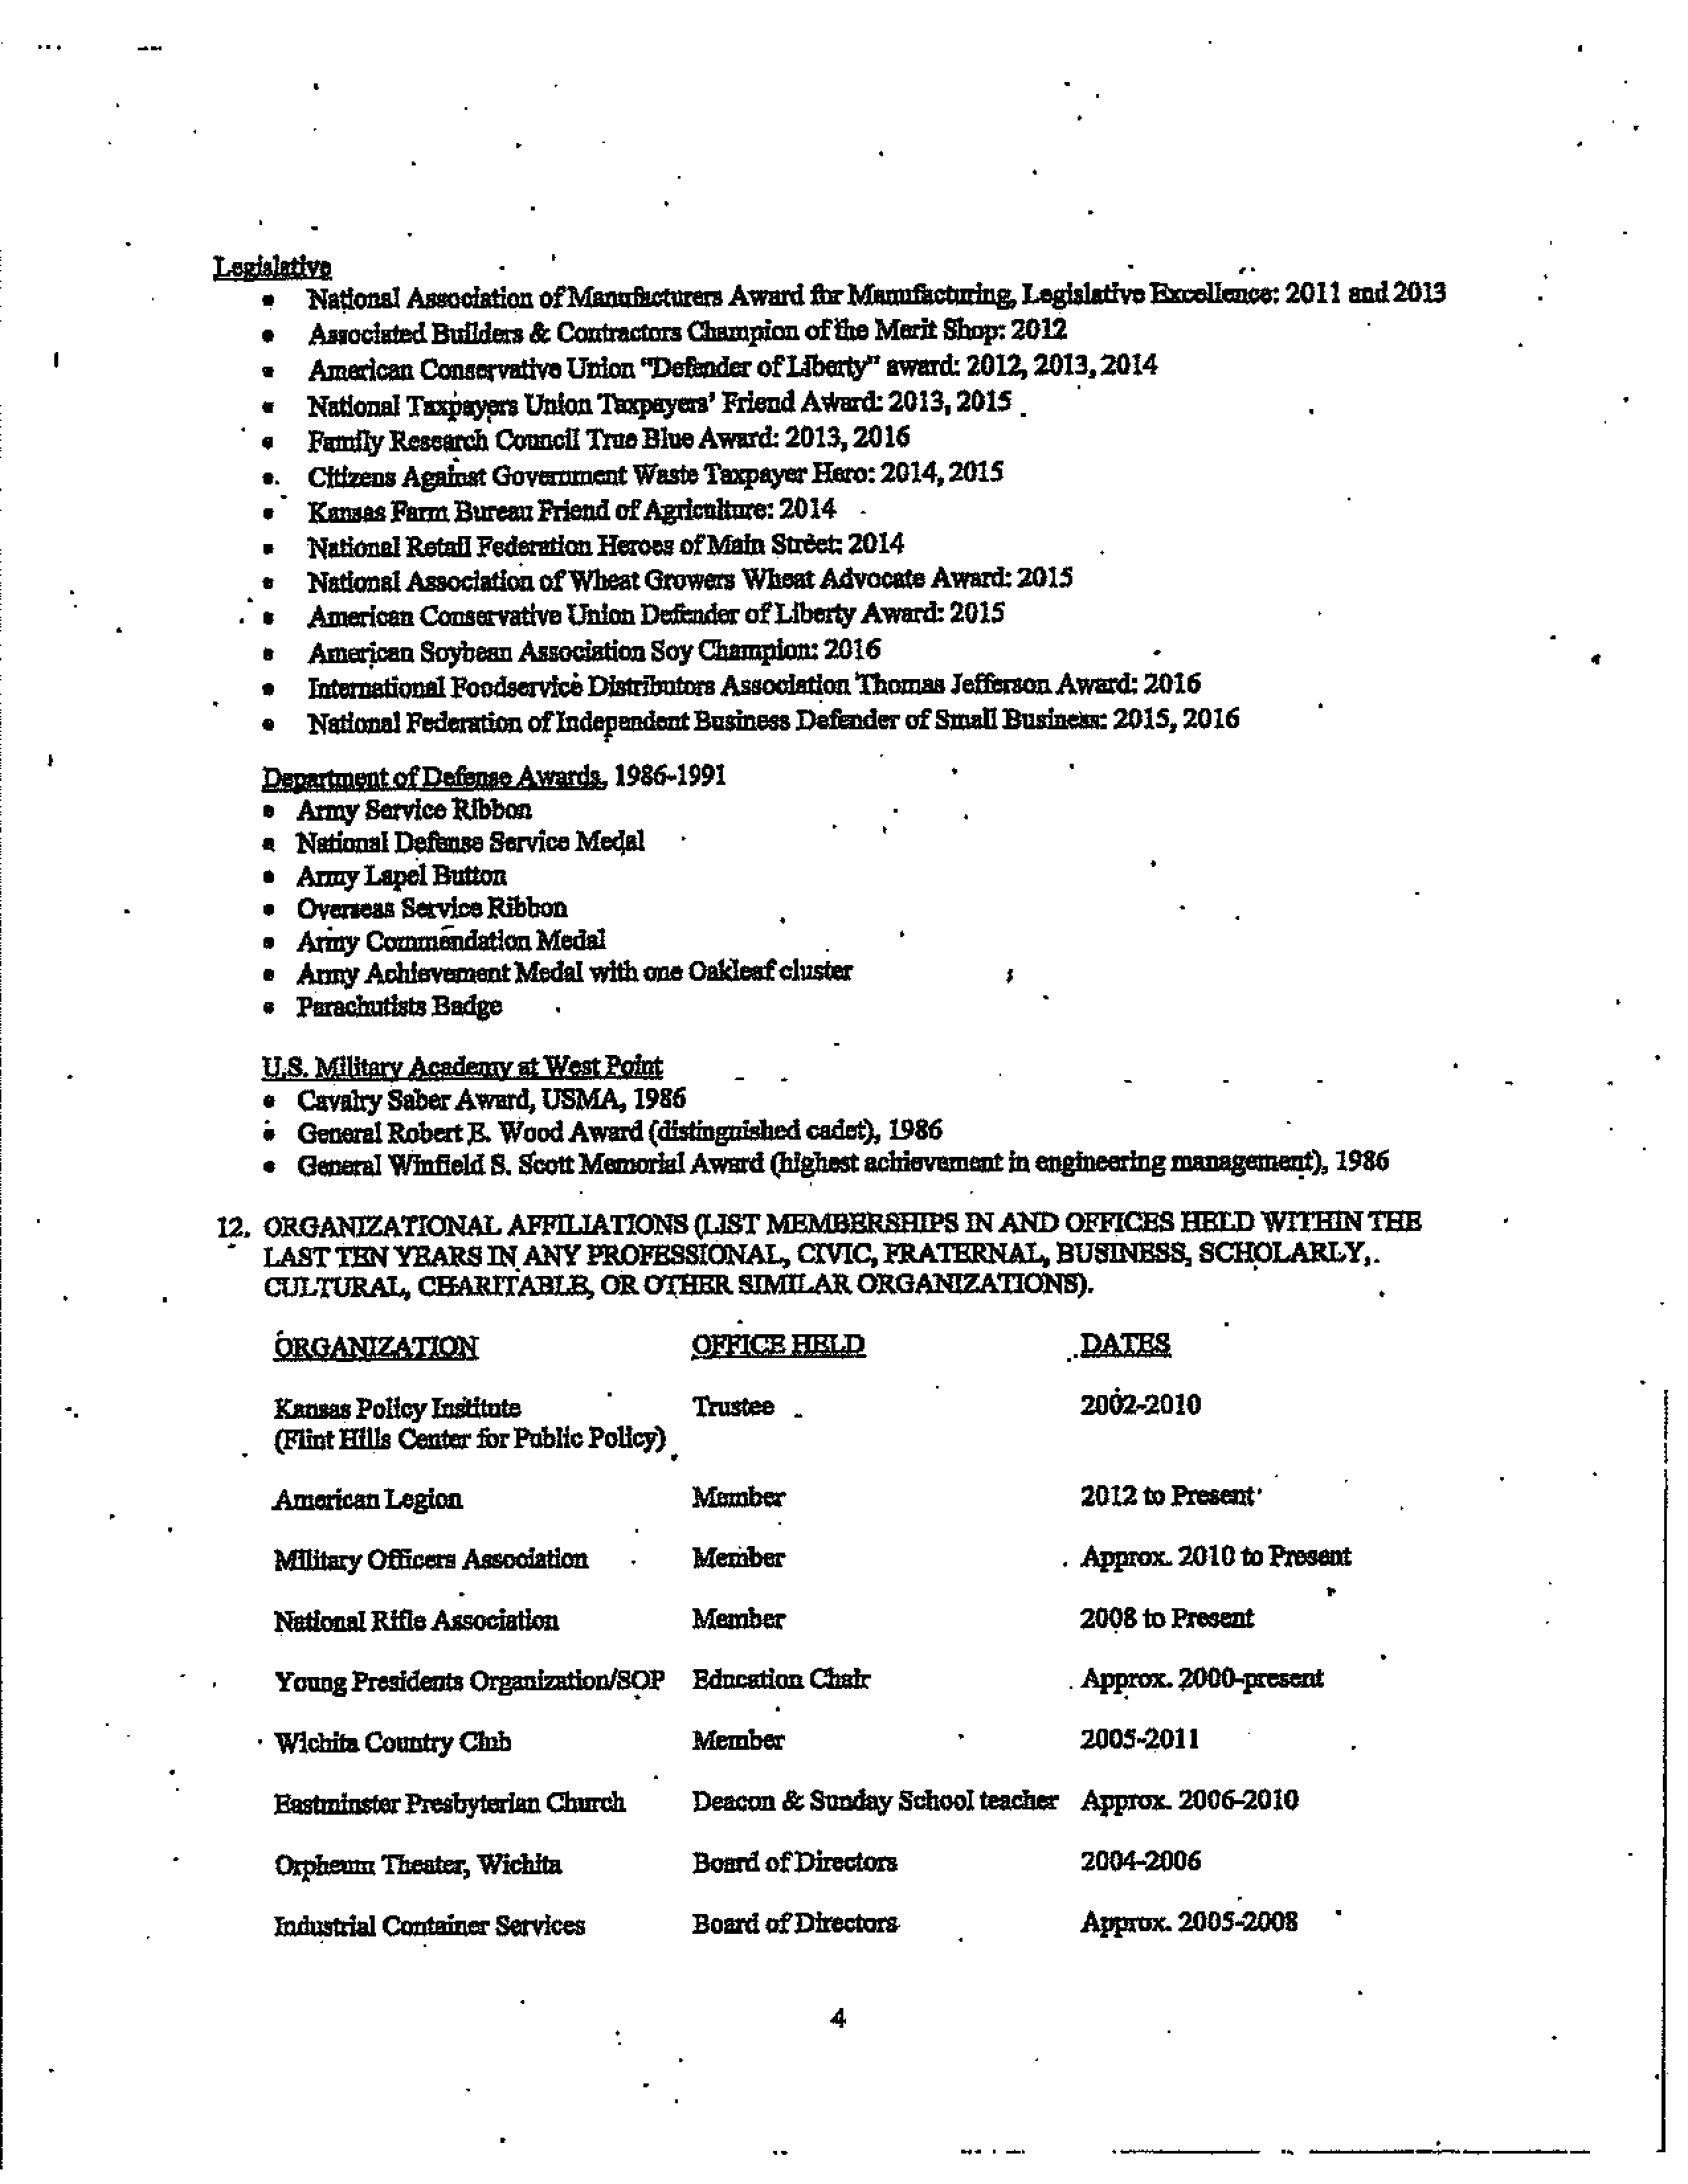 Legislative
• National Association of Manufacturers Award for Manufacturing, Legislative Excellence: 2011 and 2013
• Associated Builders & Contractors Champion of the Merit Shop: 2012
• American Conservative Union "Defender of Liberty" award: 2012, 2013, 2014
• National Taxpayers Union Taxpayers' Friend Award: 2013, 2015
• Family Research Council True Blue Award: 2013, 2016
• Citizens Against Government Waste Taxpayer Hero: 2014, 2015
• Kansas Farm Bureau Friend of Agriculture: 2014
• National Retail Federation Heroes of Main Street: 2014
• National Association of Wheat Growers Wheat Advocate Award: 2015
• American Conservative Union Defender of Liberty Award: 2015
• American Soybean Association Soy Champion: 2016
• International Foodservice Distributors Association Thomas Jefferson Award: 2016
• National Federation of Independent Business Defender of Small Business: 2015, 2016
Department of Defense Awards, 1986-1991
• Army Service Ribbon
• National Defense Service Medal
• Army Lapel Button
• Overseas Service Ribbon
• Army Commendation Medal
• Army Achievement Medal with one Oakleaf cluster
• Parachutists Badge
U.S. Military Academy at West Point
• Cavalry Saber Award, USMA, 1986
• General Robert E. Wood Award (distinguished cadet), 1986
• General Winfield S. Scott Memorial Award (highest achievement in engineering management), 1986
12. ORGANIZATIONAL AFFILIATIONS (LIST MEMBERSHIPS IN AND OFFICES HELD WITHIN THE
LAST TEN YEARS IN ANY PROFESSIONAL, CIVIC, FRATERNAL, BUSINESS, SCHOLARLY,
CULTURAL, CHARITABLE, OR OTHER SIMILAR ORGANIZATIONS).
ORGANIZATION OFFICE HELD DATES
Kansas Policy Institute Trustee 2002-2010
(Flint Hills Center for Public Policy)
American Legion Member 2012 to Present
Military Officers Association Member Approx. 2010 to Present
National Rifle Association Member 2008 to Present
Young Presidents Organization/SOP Education Chair Approx. 2000-present
Wichita Country Club Member 2005-2011
Eastminster Presbyterian Church Deacon & Sunday School teacher Approx. 2006-2010
Orpheum Theater, Wichita Board of Directors 2004-2006
Industrial Container Services Board of Directors Approx. 2005-2008
4